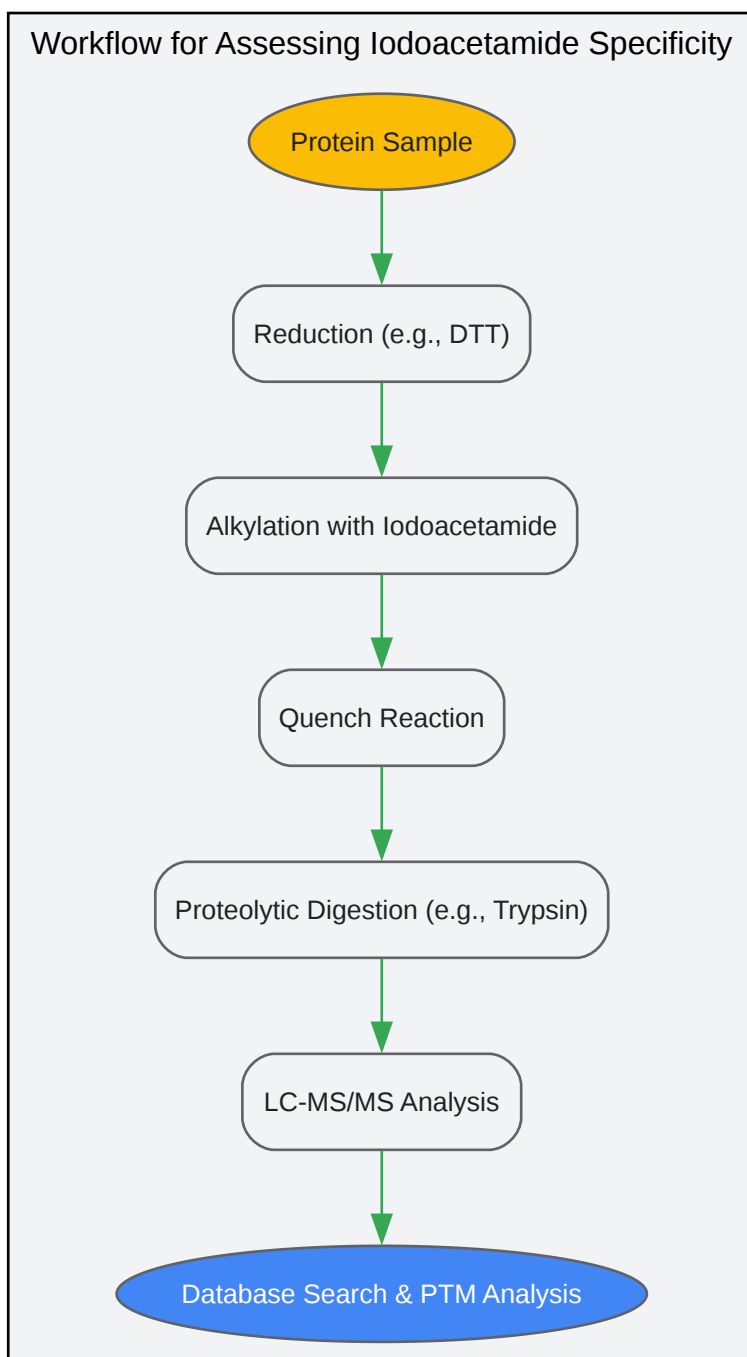 Workflow for Assessing Iodoacetamide Specificity
Protein Sample
Reduction (e.g., DTT)
Alkylation with Iodoacetamide
Quench Reaction
Proteolytic Digestion (e.g., Trypsin)
LC-MS/MS Analysis
Database Search & PTM Analysis